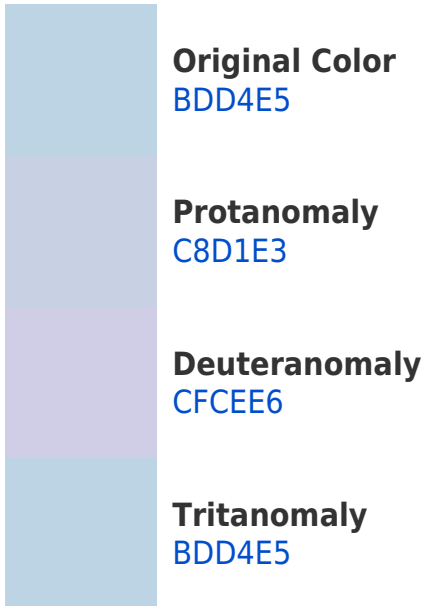 Original Color
BDD4E5
Protanomaly
C8D1E3
Deuteranomaly
CFCEE6
Tritanomaly
BDD4E5